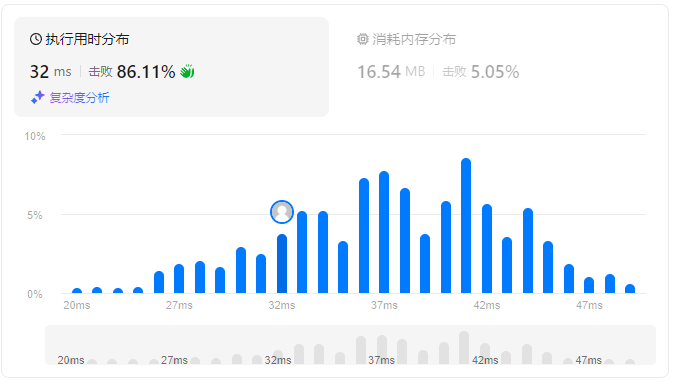 执行用时分布
消耗内存分布
32 ms | 击败 86.11%
16.54 MB | 击败 5.05%
复杂度分析
10%
5%
0%
20ms 27ms 32ms 37ms 42ms 47ms
20ms 27ms 32ms 37ms 42ms 47ms